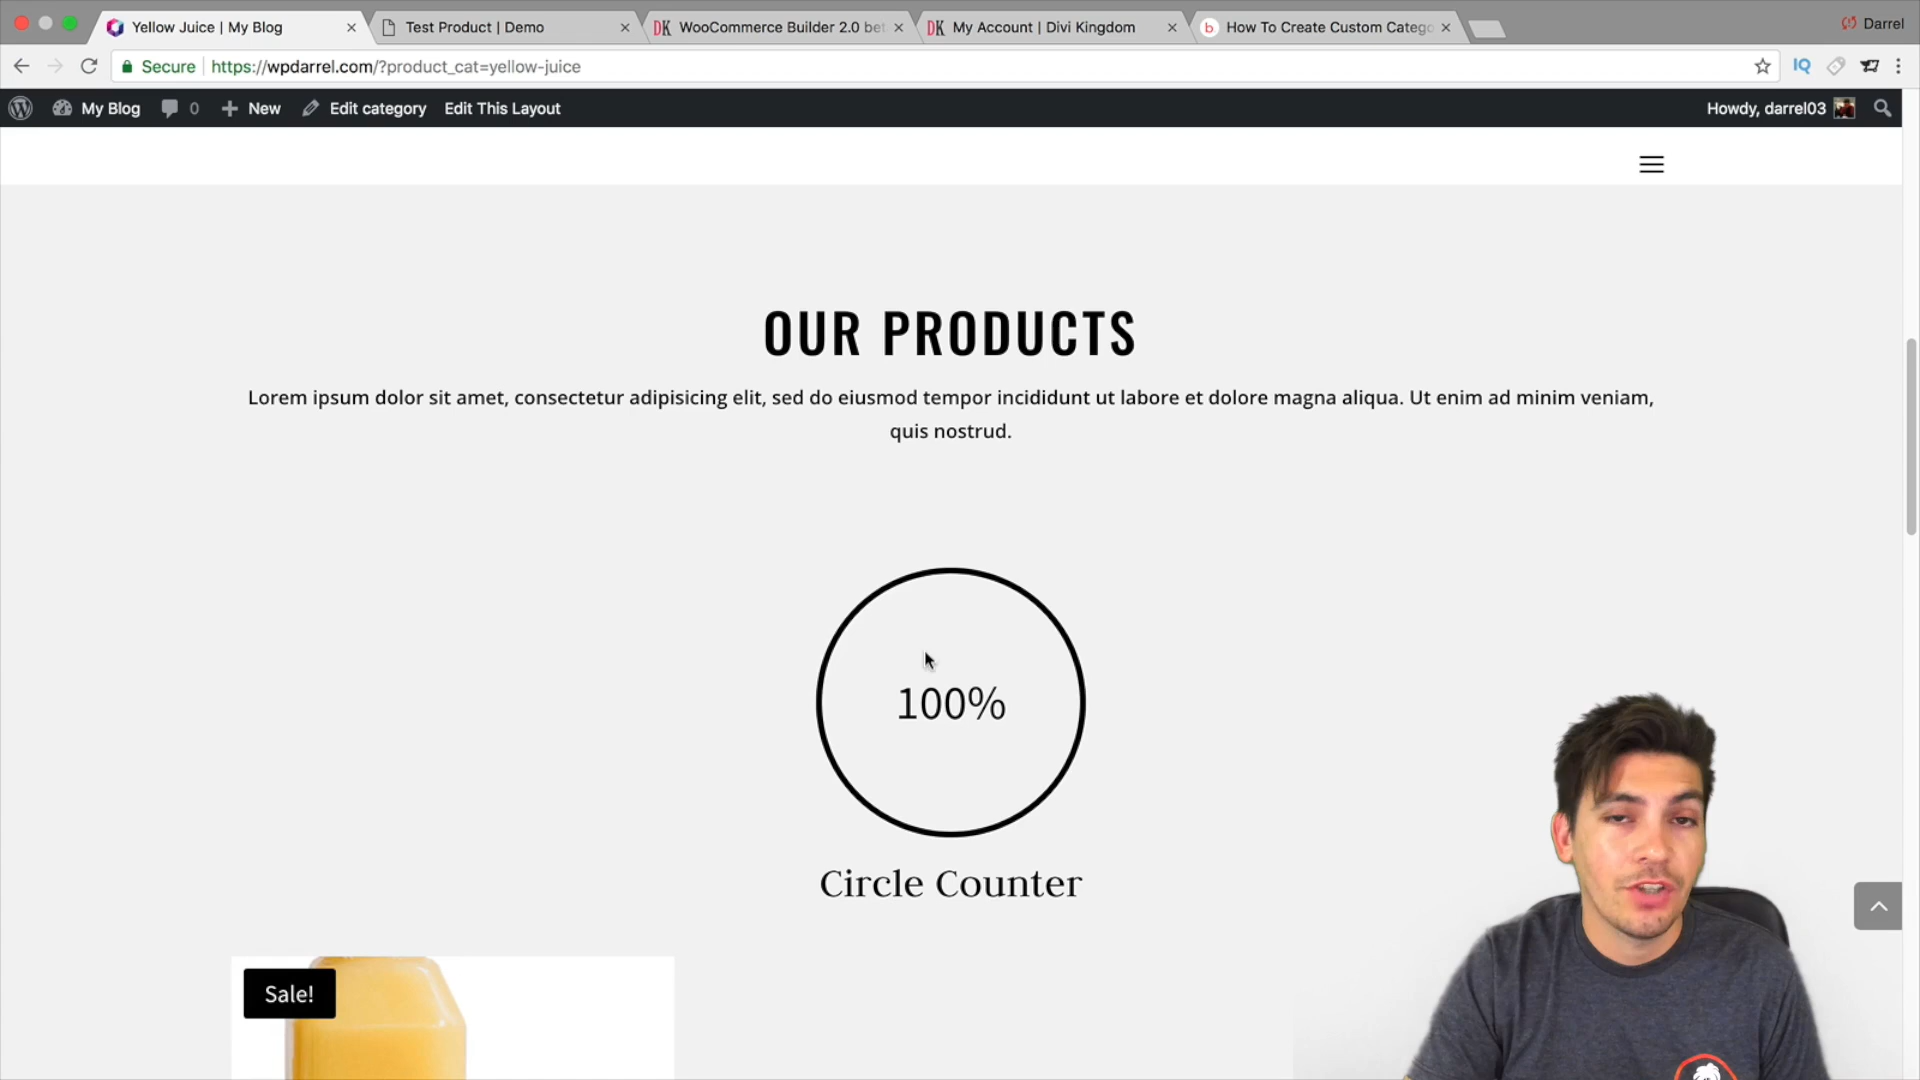 Yellow Juice | My Blog
Test Product | Demo
DK WooCommerce Builder 2.0 bet
DK My Account | Divi Kingdom
b How To Create Custom Catego
Darrel
Secure https://wpdarrel.com/?product_cat=yellow-juice
IQ
My Blog 0 New Edit category Edit This Layout
Howdy, darrel03
OUR PRODUCTS
Lorem ipsum dolor sit amet, consectetur adipisicing elit, sed do eiusmod tempor incididunt ut labore et dolore magna aliqua. Ut enim ad minim veniam,
quis nostrud.
100%
Circle Counter
Sale!